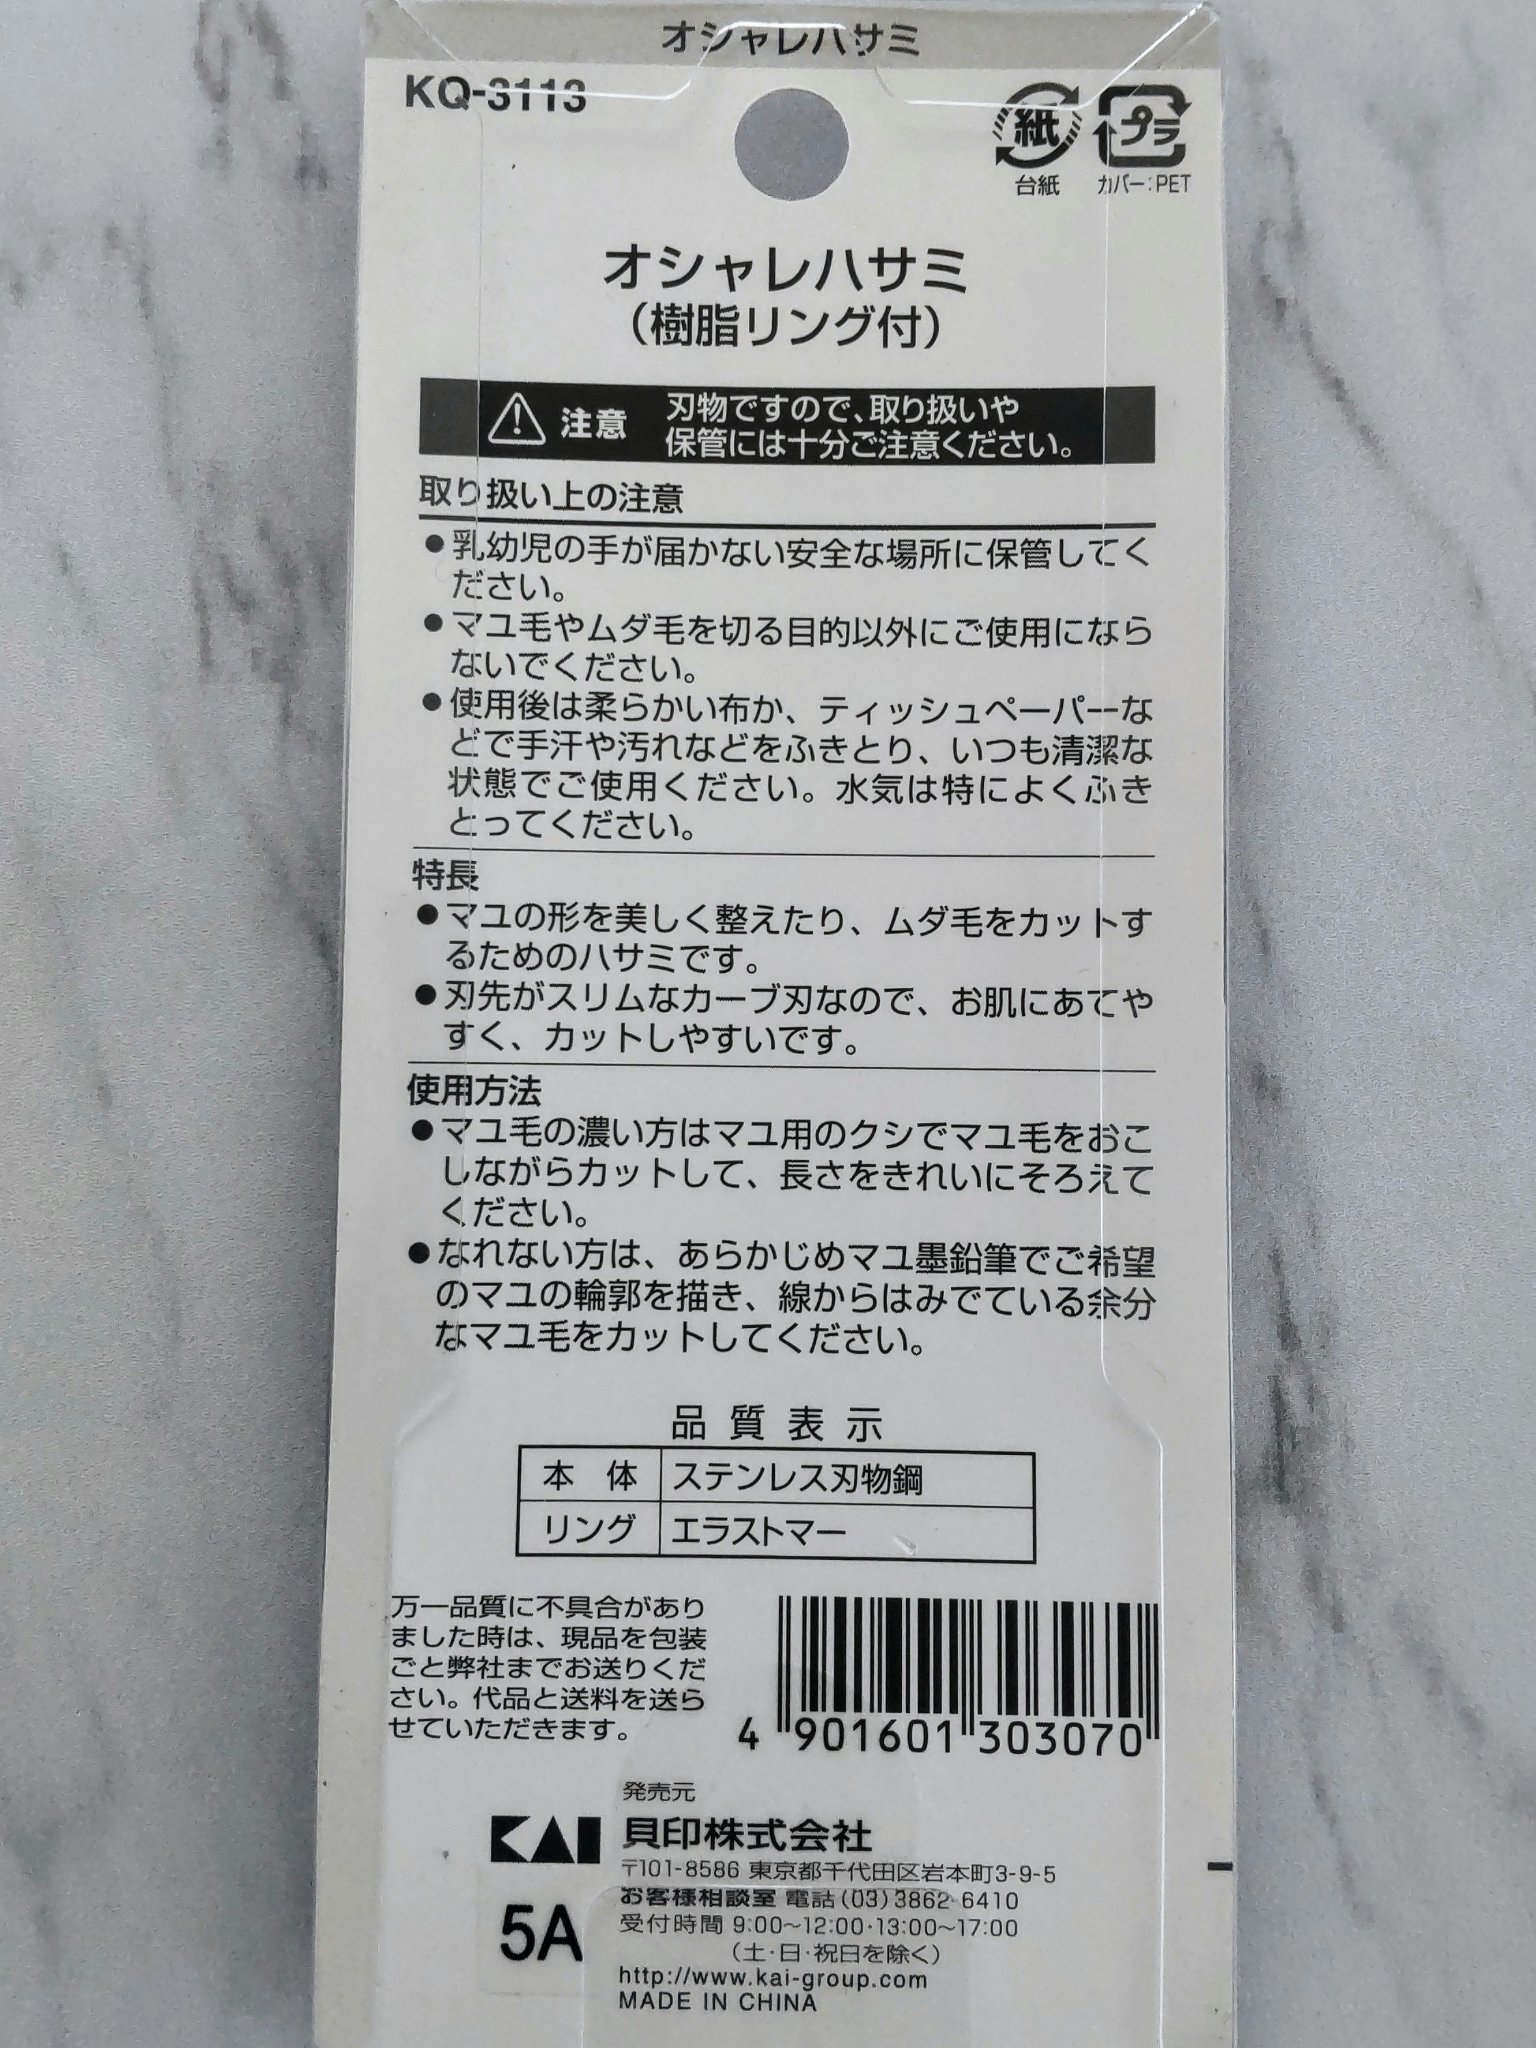 オシャレハサミ
KQ-3113
紙
プラ
台紙
カバー:PET
オシャレハサミ
(樹脂リング付)
注意
刃物ですので、取り扱いや
保管には十分ご注意ください。
取り扱い上の注意
●乳幼児の手が届かない安全な場所に保管してく
ださい。
●マユ毛やムダ毛を切る目的以外にご使用になら
ないでください。
●使用後は柔らかい布か、ティッシュペーパーな
どで手汗や汚れなどをふきとり、いつも清潔な
状態でご使用ください。水気は特によくふき
とってください。
特長
●マユの形を美しく整えたり、ムダ毛をカットす
るためのハサミです。
●刃先がスリムなカーブ刃なので、お肌にあてや
すく、カットしやすいです。
使用方法
●マユ毛の濃い方はマユ用のクシでマユ毛をおこ
しながらカットして、長さをきれいにそろえて
ください。
●なれない方は、あらかじめマユ墨鉛筆でご希望
のマユの輪郭を描き、線からはみでている余分
なマユ毛をカットしてください。
品質表示
本体 ステンレス刃物鋼
リング エラストマー
万一品質に不具合があり
ました時は、現品を包装
ごと弊社までお送りくだ
さい。代品と送料を送ら
せていただきます。
4 901601 303070
発売元
KAI 貝印株式会社
〒101-8586 東京都千代田区岩本町3-9-5
お客様相談室 電話(03)3862-6410
受付時間 9:00~12:00・13:00~17:00
(土・日・祝日を除く)
http://www.kai-group.com
MADE IN CHINA
5A